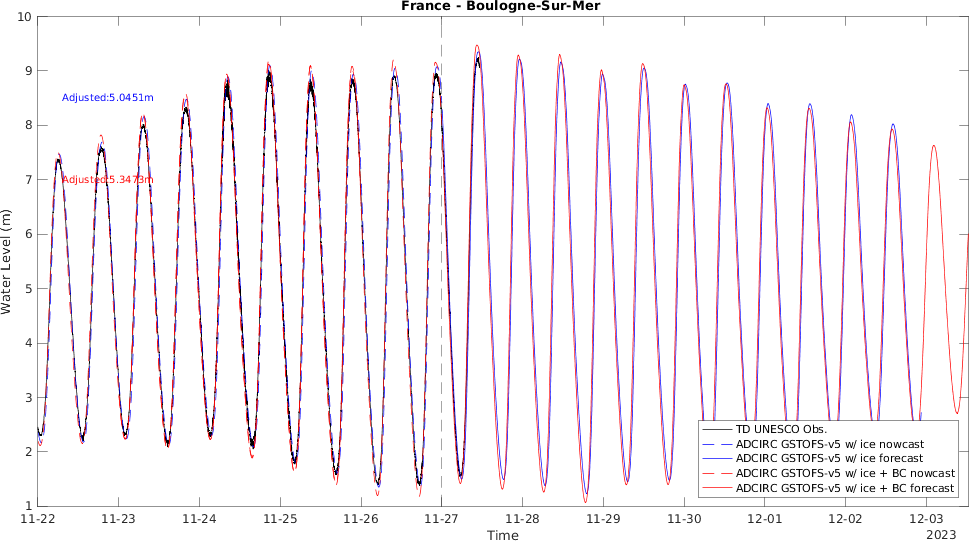 France - Boulogne-Sur-Mer
10
9
8
7
6
5
4
3
2
1
Water Level (m)
Adjusted:5.0451m
Adjusted:5.3473m
TD UNESCO Obs.
ADCIRC GSTOFS-v5 w/ ice nowcast
ADCIRC GSTOFS-v5 w/ ice forecast
ADCIRC GSTOFS-v5 w/ ice + BC nowcast
ADCIRC GSTOFS-v5 w/ ice + BC forecast
11-22 11-23 11-24 11-25 11-26 11-27 11-28 11-29 11-30 12-01 12-02 12-03
Time
2023